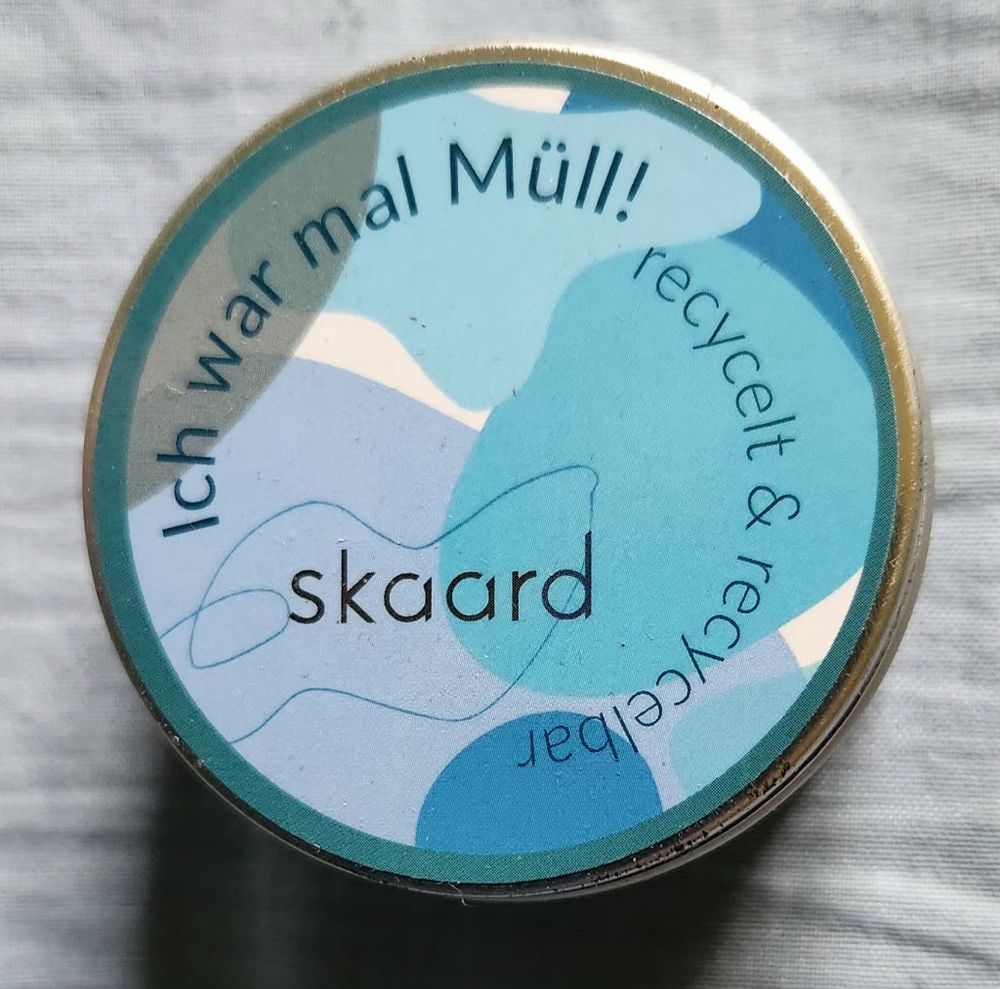 Ich war mal Müll!
recycelt & recycelbar
skaard